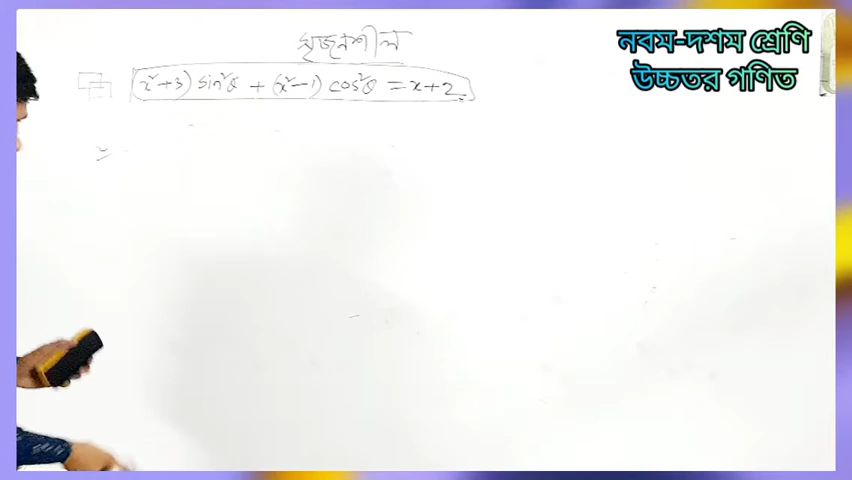 সৃজনশীল
নবম-দশম শ্রেণি
উচ্চতর গণিত
(x²+3) sin²θ + (x²-1) cos²θ = x+2